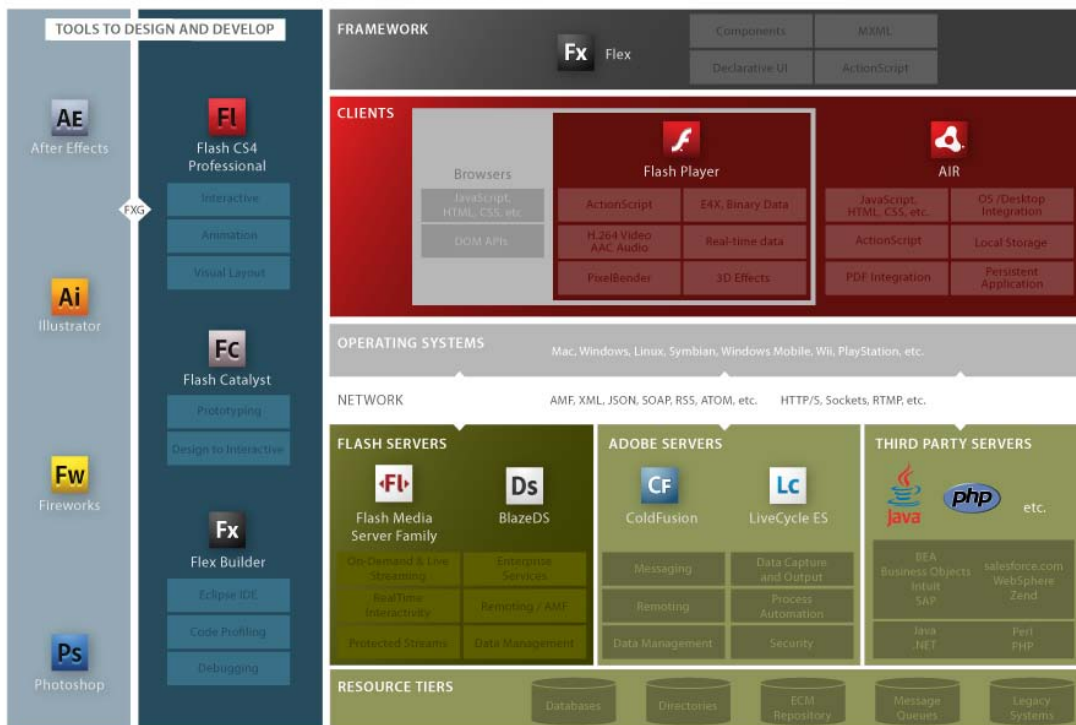 TOOLS TO DESIGN AND DEVELOP
AE
After Effects
FXG
Ai
Illustrator
Fw
Fireworks
Ps
Photoshop
Fl
Flash CS4
Professional
Interactive
Animation
Visual Layout
Fc
Flash Catalyst
Prototyping
Design to Interactive
Fx
Flex Builder
Eclipse IDE
Code Profiling
Debugging
FRAMEWORK
Fx
Flex
Components
MXML
Declarative UI
ActionScript
CLIENTS
Browsers
JavaScript,
HTML, CSS, etc
DOM APIs
Flash Player
ActionScript
E4X, Binary Data
H.264 Video
AAC Audio
Real-time data
PixelBender
3D Effects
AIR
JavaScript,
HTML, CSS, etc.
OS /Desktop
Integration
ActionScript
Local Storage
PDF Integration
Persistent
Application
OPERATING SYSTEMS
Mac, Windows, Linux, Symbian, Windows Mobile, Wii, PlayStation, etc.
NETWORK
AMF, XML, JSON, SOAP, RSS, ATOM, etc. HTTP/S, Sockets, RTMP, etc.
FLASH SERVERS
Fl
Flash Media
Server Family
Ds
BlazeDS
On-Demand & Live
Streaming
Enterprise
Services
RealTime
Interactivity
Remoting / AMF
Protected Streams
Data Management
ADOBE SERVERS
CF
ColdFusion
Lc
LiveCycle ES
Messaging
Data Capture
and Output
Remoting
Process
Automation
Data Management
Security
THIRD PARTY SERVERS
Java
php
etc.
BEA
Business Objects
Intuit
SAP
salesforce.com
WebSphere
Zend
Java
.NET
Perl
PHP
RESOURCE TIERS
Databases
Directories
ECM
Repository
Message
Queues
Legacy
Systems